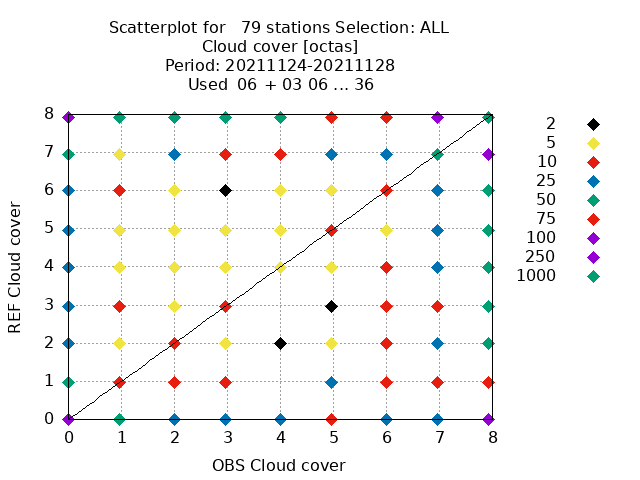 Scatterplot for   79 stations Selection: ALL
Cloud cover [octas]
Period: 20211124-20211128
Used  06 + 03 06 ... 36
8
7
6
5
4
3
2
1
0
REF Cloud cover
0 1 2 3 4 5 6 7 8
OBS Cloud cover
2
5
10
25
50
75
100
250
1000